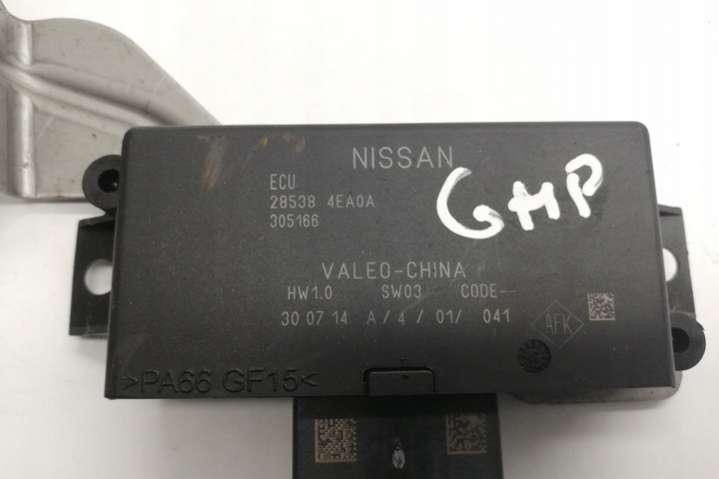 NISSAN
ECU
28538 4EA0A
305166
GMP
VALEO-CHINA
HW1.0 SW03 CODE--
30 07 14 A/4/01/ 041
AFK
>PA66 GF15<